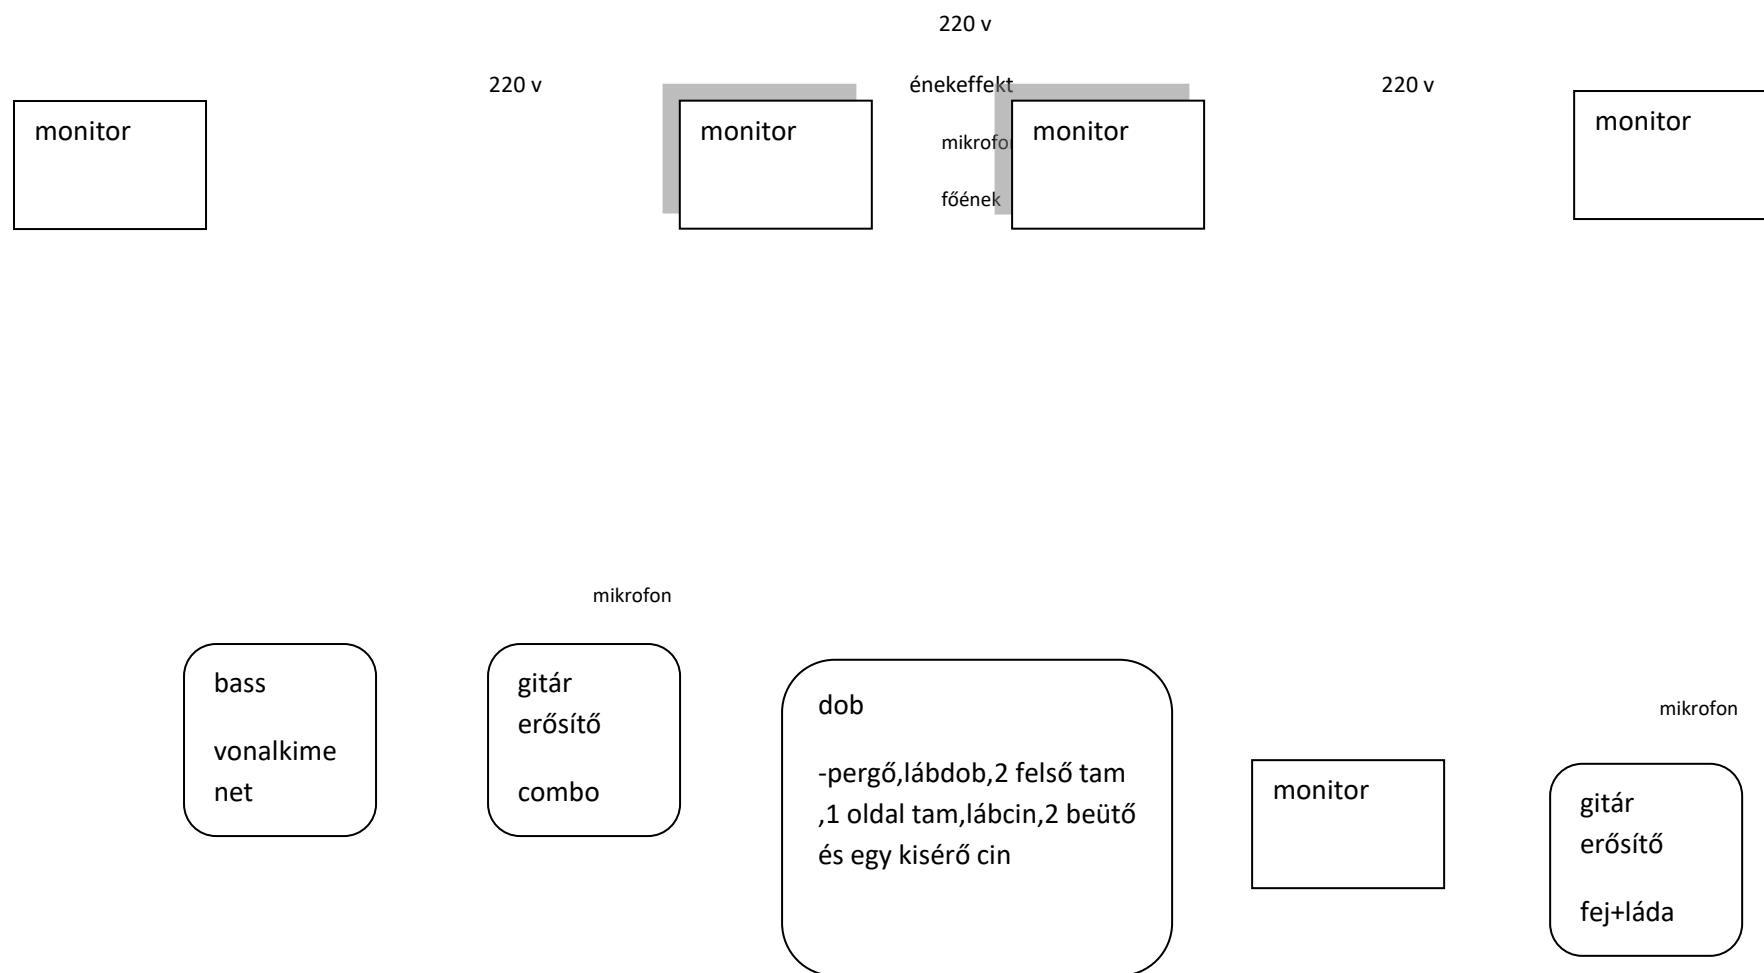 220 v
220 v
énekeffekt
220 v
monitor
monitor
mikrofon
monitor
monitor
főének
mikrofon
bass
vonalkime
net
gitár
erősítő
combo
dob
-pergő,lábdob,2 felső tam
,1 oldal tam,lábcin,2 beütő
és egy kisérő cin
monitor
mikrofon
gitár
erősítő
fej+láda